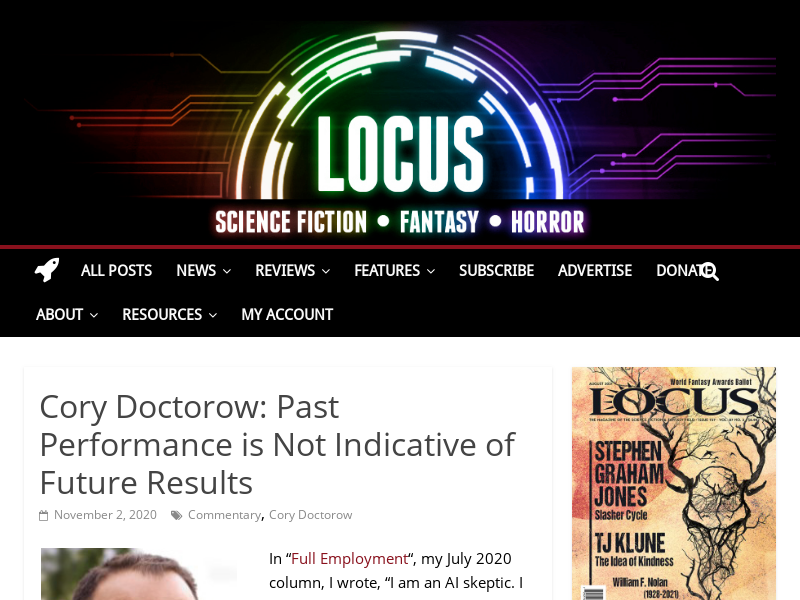 LOCUS
SCIENCE FICTION • FANTASY • HORROR
ALL POSTS NEWS REVIEWS FEATURES SUBSCRIBE ADVERTISE DONATE
ABOUT RESOURCES MY ACCOUNT
Cory Doctorow: Past
Performance is Not Indicative of
Future Results
November 2, 2020 Commentary, Cory Doctorow
In “Full Employment“, my July 2020
column, I wrote, “I am an AI skeptic. I
World Fantasy Awards Ballot
LOCUS
STEPHEN
GRAHAM
JONES
Slasher Cycle
TJ KLUNE
The Idea of Kindness
William F. Nolan
(1928-2021)